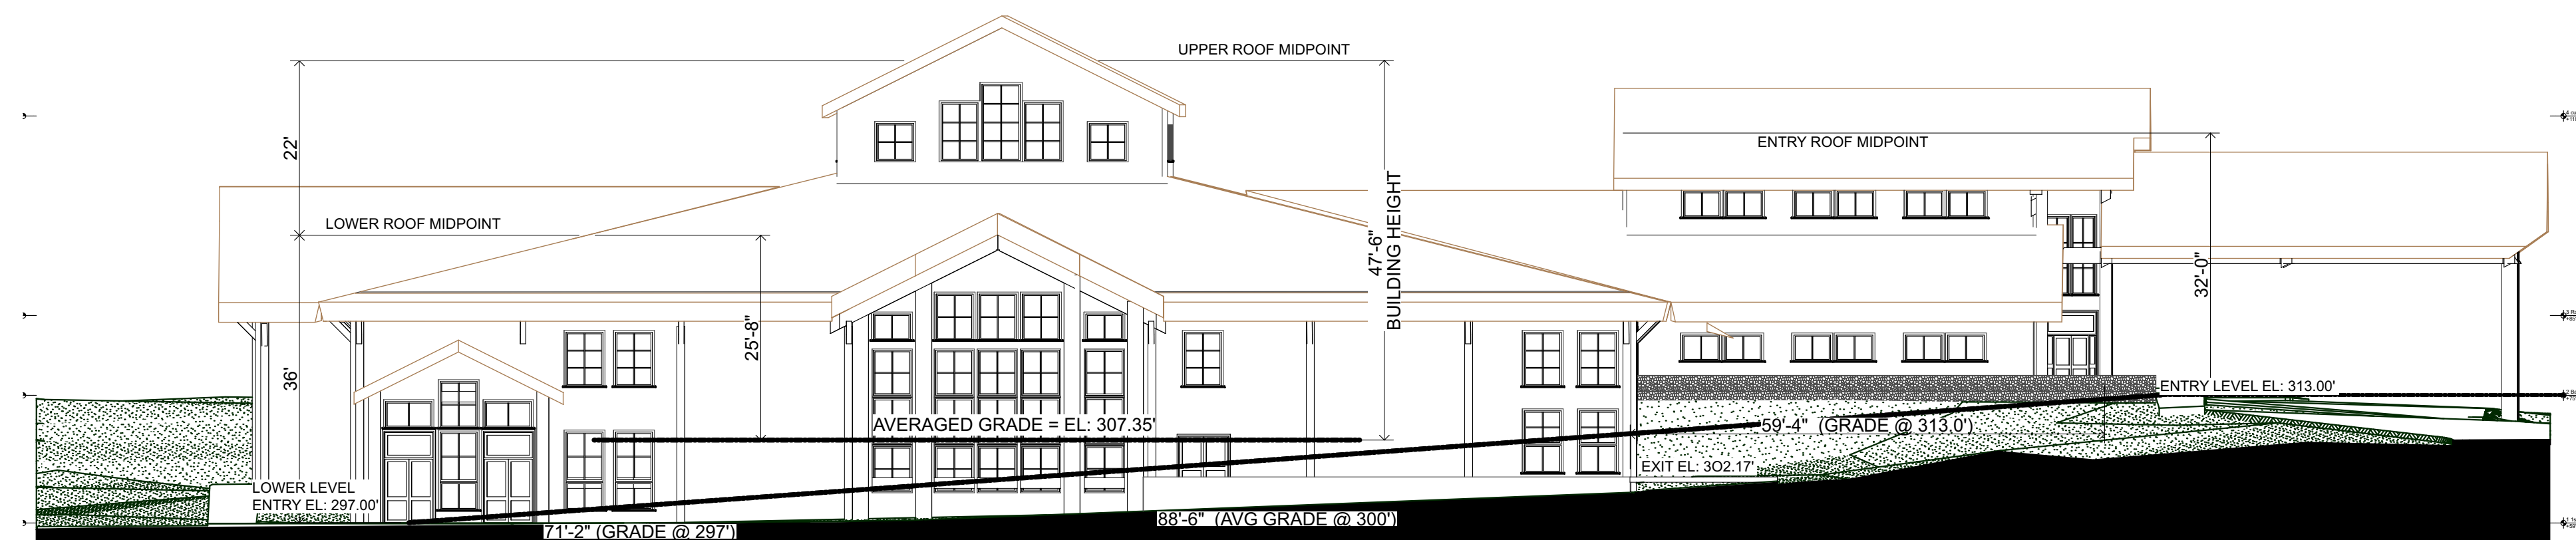 UPPER ROOF MIDPOINT
ENTRY ROOF MIDPOINT
22'
LOWER ROOF MIDPOINT
47'-6"
BUILDING HEIGHT
32'-0"
25'-8"
36'
ENTRY LEVEL EL: 313.00'
AVERAGED GRADE = EL: 307.35'
59'-4" (GRADE @ 313.0')
EXIT EL: 3O2.17'
LOWER LEVEL
ENTRY EL: 297.00'
88'-6" (AVG GRADE @ 300')
71'-2" (GRADE @ 297')